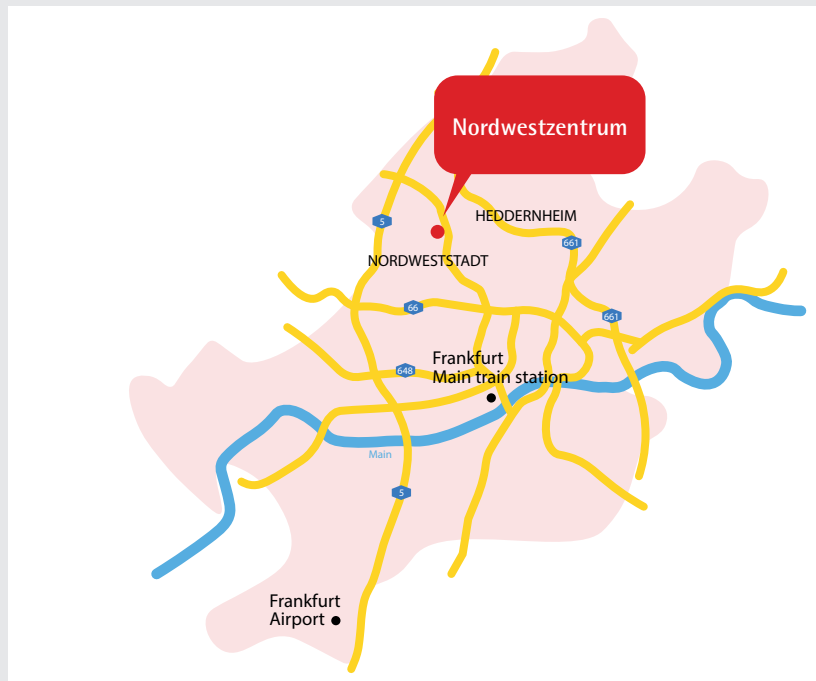 Nordwestzentrum
HEDDERNHEIM
5
661
NORDWESTSTADT
66
661
Frankfurt
Main train station
648
Main
5
Frankfurt
Airport